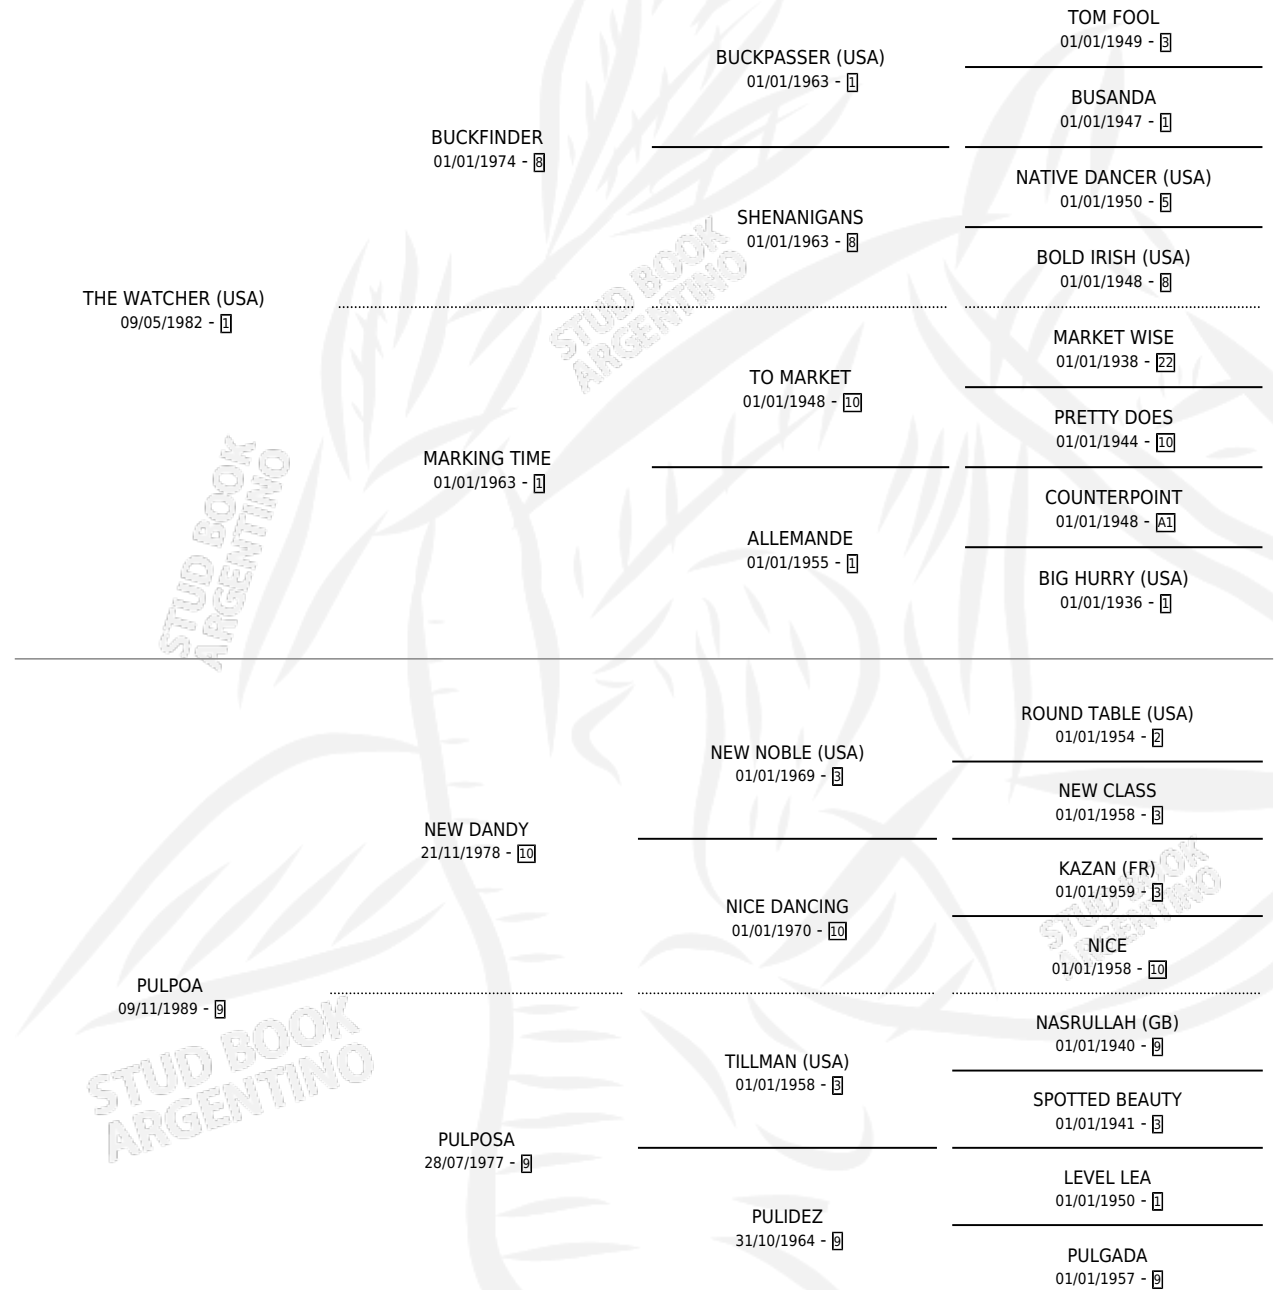 TOM FOOL
01/01/1949 - 3
BUCKPASSER (USA)
01/01/1963 - 1
BUSANDA
01/01/1947 - 1
BUCKFINDER
01/01/1974 - 8
NATIVE DANCER (USA)
01/01/1950 - 5
SHENANIGANS
01/01/1963 - 8
BOLD IRISH (USA)
01/01/1948 - 8
THE WATCHER (USA)
09/05/1982 - 1
MARKET WISE
01/01/1938 - 22
TO MARKET
01/01/1948 - 10
PRETTY DOES
01/01/1944 - 10
MARKING TIME
01/01/1963 - 1
COUNTERPOINT
01/01/1948 - A1
ALLEMANDE
01/01/1955 - 1
BIG HURRY (USA)
01/01/1936 - 1
ROUND TABLE (USA)
01/01/1954 - 2
NEW NOBLE (USA)
01/01/1969 - 3
NEW CLASS
01/01/1958 - 3
NEW DANDY
21/11/1978 - 10
KAZAN (FR)
01/01/1959 - 3
NICE DANCING
01/01/1970 - 10
NICE
01/01/1958 - 10
PULPOA
09/11/1989 - 9
NASRULLAH (GB)
01/01/1940 - 9
TILLMAN (USA)
01/01/1958 - 3
SPOTTED BEAUTY
01/01/1941 - 3
PULPOSA
28/07/1977 - 9
LEVEL LEA
01/01/1950 - 1
PULIDEZ
31/10/1964 - 9
PULGADA
01/01/1957 - 9
STUD BOOK
ARGENTINO
STUD BOOK
ARGENTINO
STUD BOOK
ARGENTINO
STUD BOOK
ARGENTINO